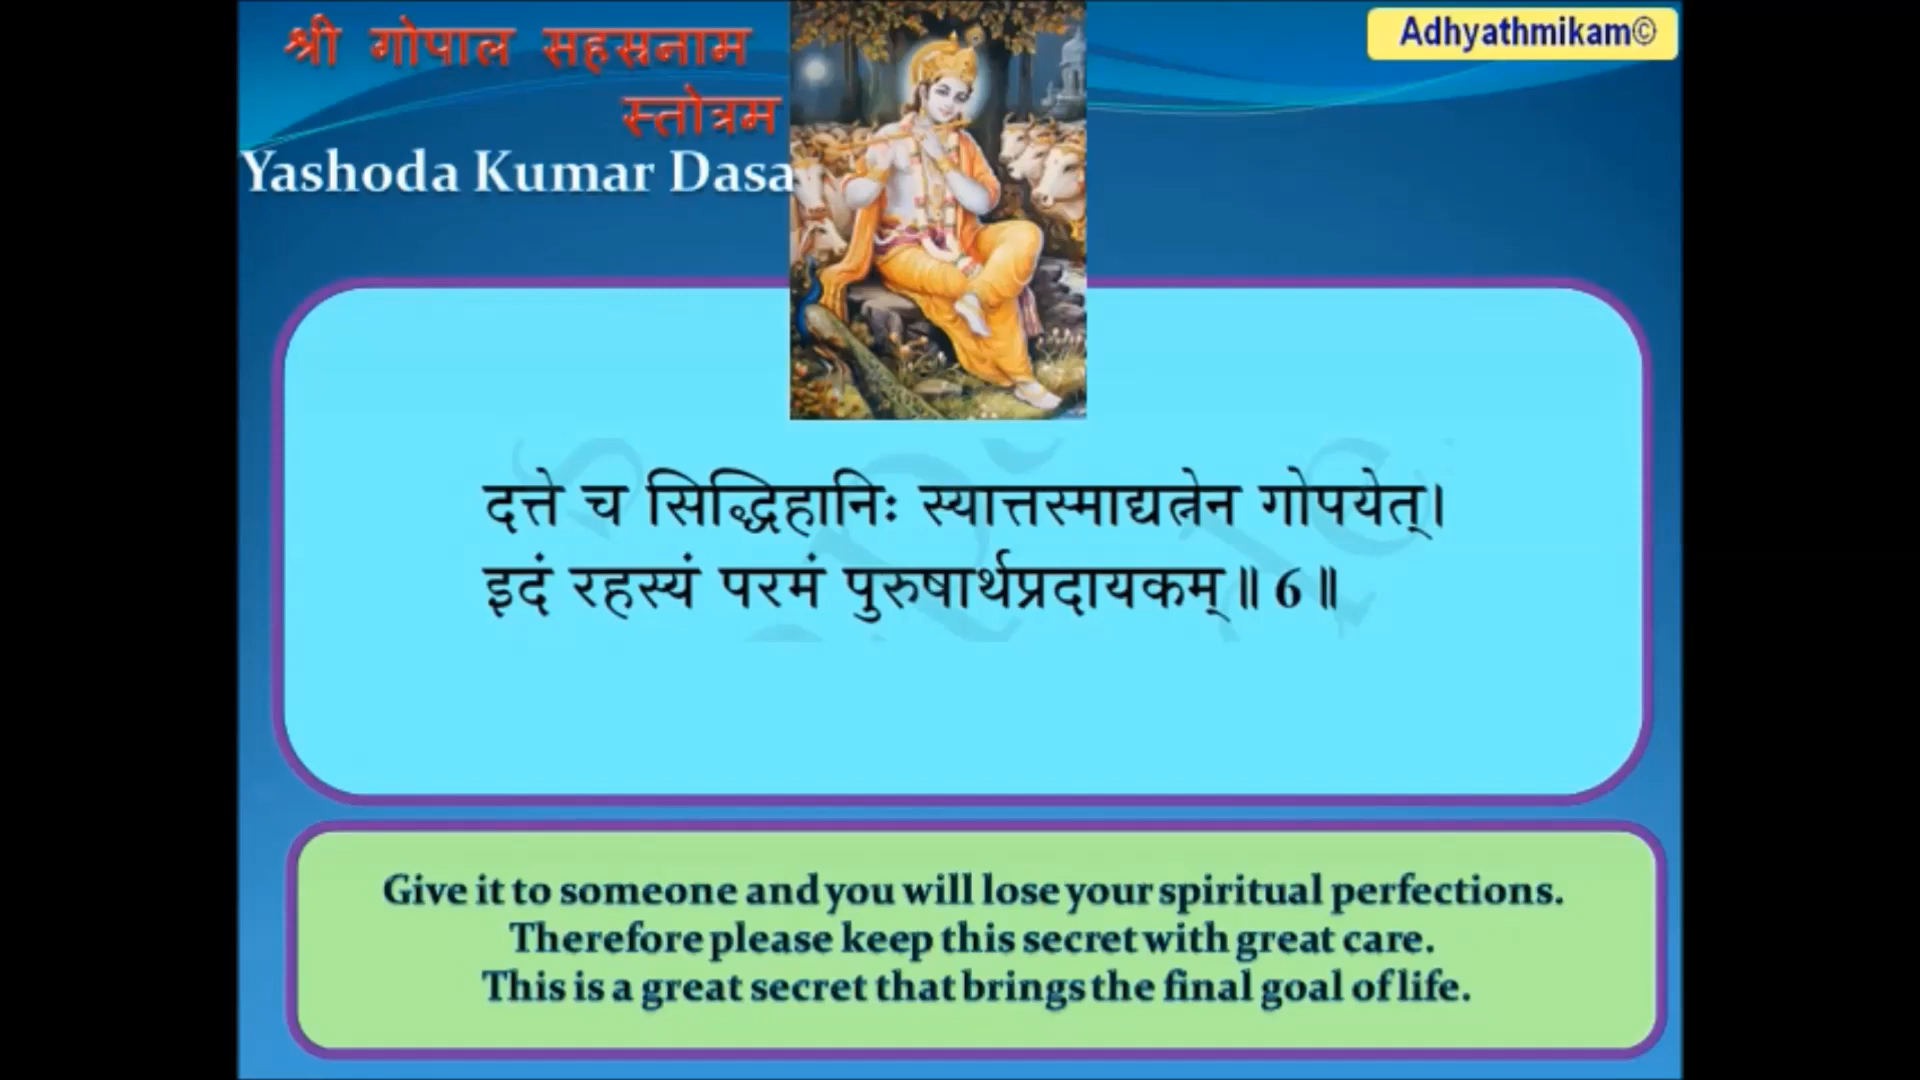 श्री गोपाल सहस्रनाम
स्तोत्रम
Yashoda Kumar Dasa
Adhyathmikam©
दत्ते च सिद्धिहानिः स्यात्तस्माद्यत्नेन गोपयेत्।
इदं रहस्यं परमं पुरुषार्थप्रदायकम्॥ 6॥
Give it to someone and you will lose your spiritual perfections.
Therefore please keep this secret with great care.
This is a great secret that brings the final goal of life.